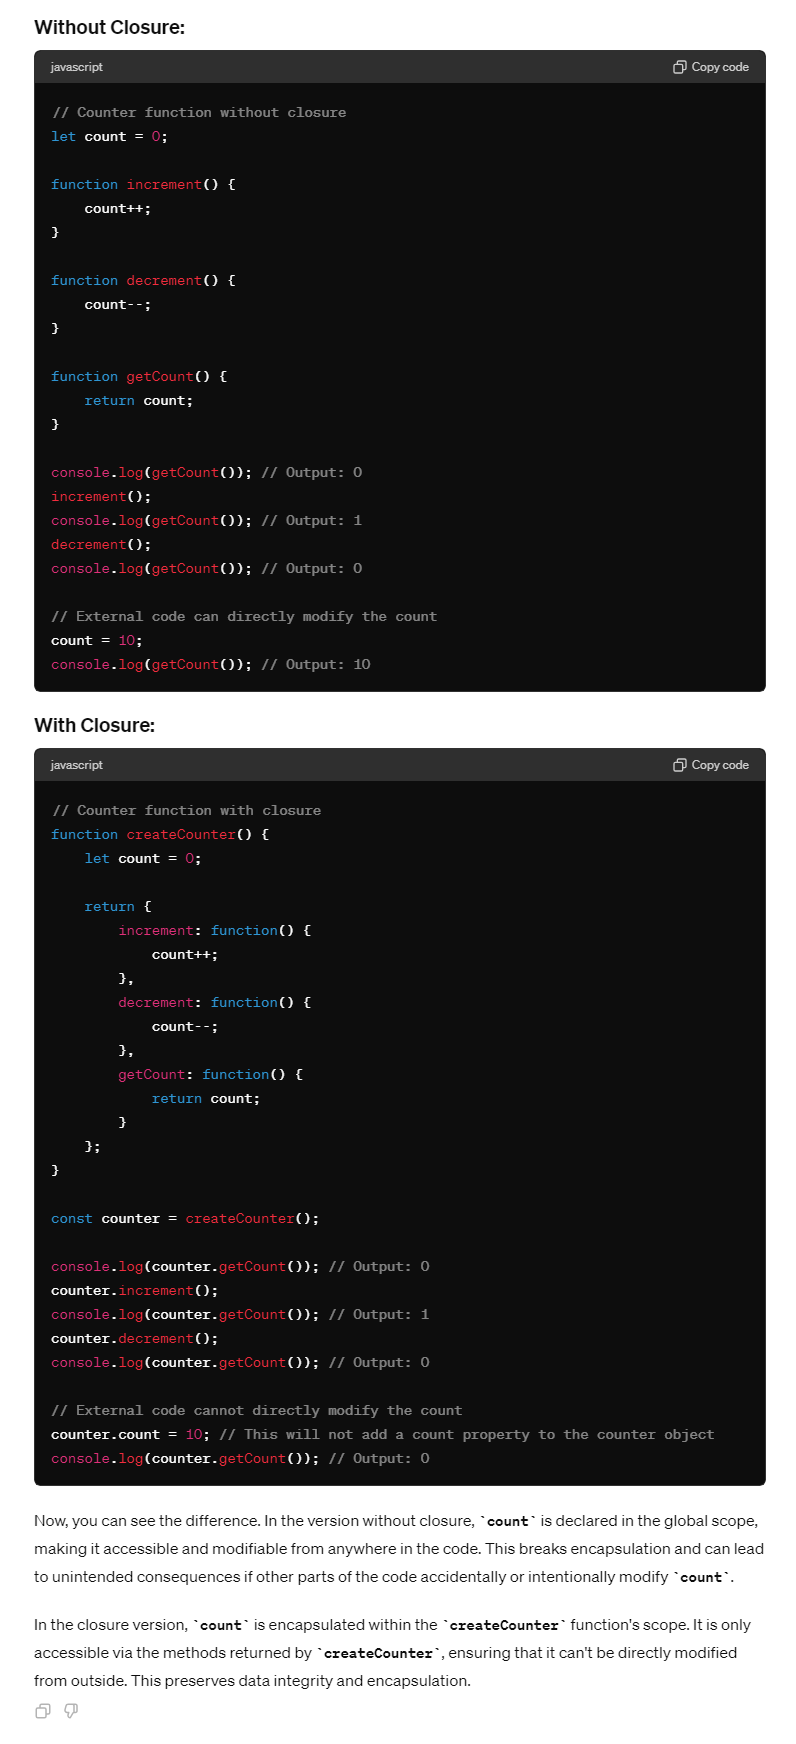 Without Closure:
javascript Copy code
// Counter function without closure
let count = 0;
function increment() {
    count++;
}
function decrement() {
    count--;
}
function getCount() {
    return count;
}
console.log(getCount()); // Output: 0
increment();
console.log(getCount()); // Output: 1
decrement();
console.log(getCount()); // Output: 0
// External code can directly modify the count
count = 10;
console.log(getCount()); // Output: 10
With Closure:
javascript Copy code
// Counter function with closure
function createCounter() {
    let count = 0;
    return {
        increment: function() {
            count++;
        },
        decrement: function() {
            count--;
        },
        getCount: function() {
            return count;
        }
    };
}
const counter = createCounter();
console.log(counter.getCount()); // Output: 0
counter.increment();
console.log(counter.getCount()); // Output: 1
counter.decrement();
console.log(counter.getCount()); // Output: 0
// External code cannot directly modify the count
counter.count = 10; // This will not add a count property to the counter object
console.log(counter.getCount()); // Output: 0
Now, you can see the difference. In the version without closure, `count` is declared in the global scope,
making it accessible and modifiable from anywhere in the code. This breaks encapsulation and can lead
to unintended consequences if other parts of the code accidentally or intentionally modify `count`.
In the closure version, `count` is encapsulated within the `createCounter` function's scope. It is only
accessible via the methods returned by `createCounter`, ensuring that it can't be directly modified
from outside. This preserves data integrity and encapsulation.